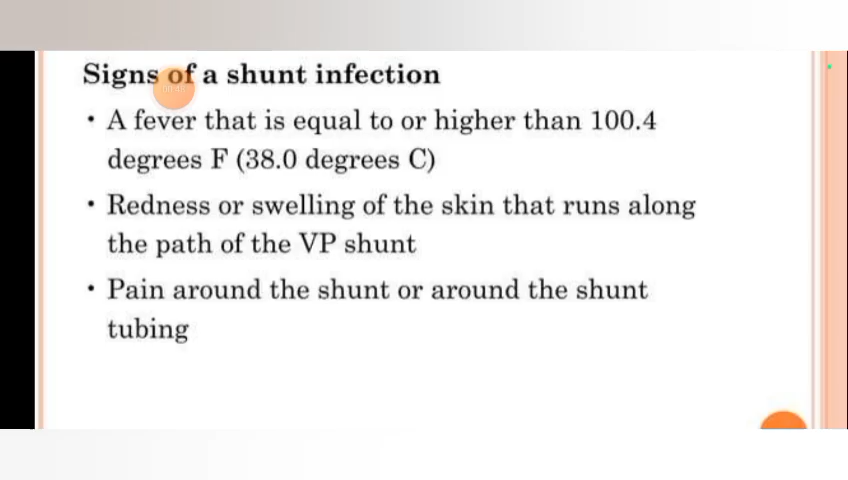 Signs of a shunt infection
• A fever that is equal to or higher than 100.4
degrees F (38.0 degrees C)
• Redness or swelling of the skin that runs along
the path of the VP shunt
• Pain around the shunt or around the shunt
tubing